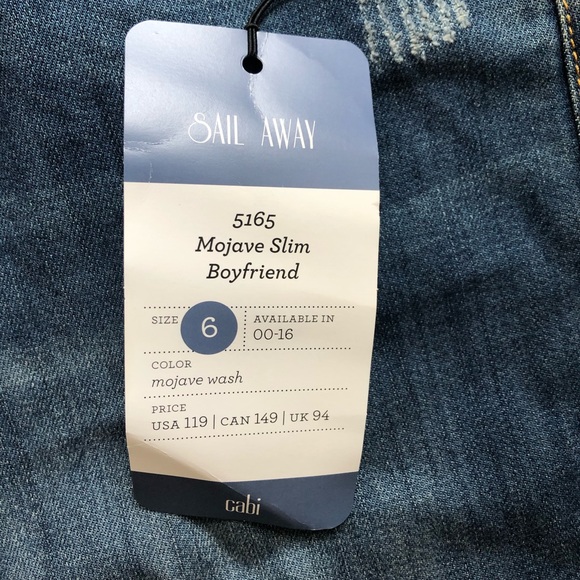 SAIL AWAY
5165
Mojave Slim
Boyfriend
SIZE 6 AVAILABLE IN
00-16
COLOR
mojave wash
PRICE
USA 119 | CAN 149 | UK 94
cabi